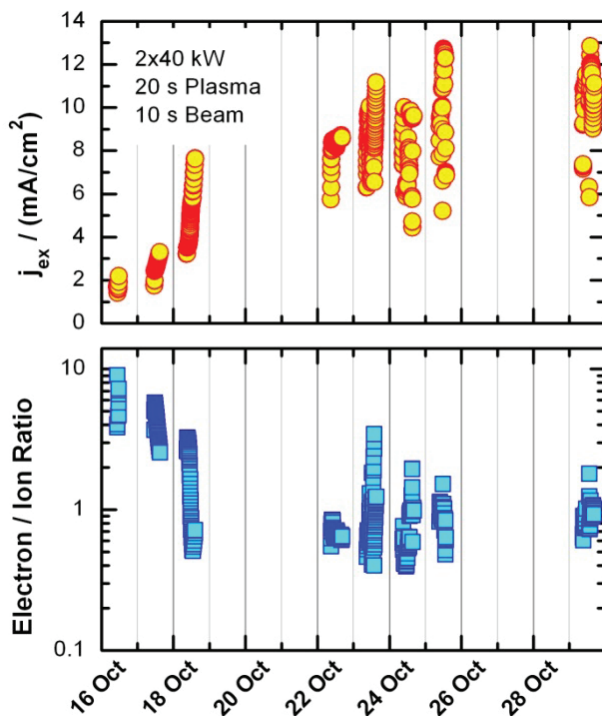 14
12
10
8
6
4
2
0
j_ex / (mA/cm²)
2x40 kW
20 s Plasma
10 s Beam
10
1
0.1
Electron / Ion Ratio
16 Oct
18 Oct
20 Oct
22 Oct
24 Oct
26 Oct
28 Oct